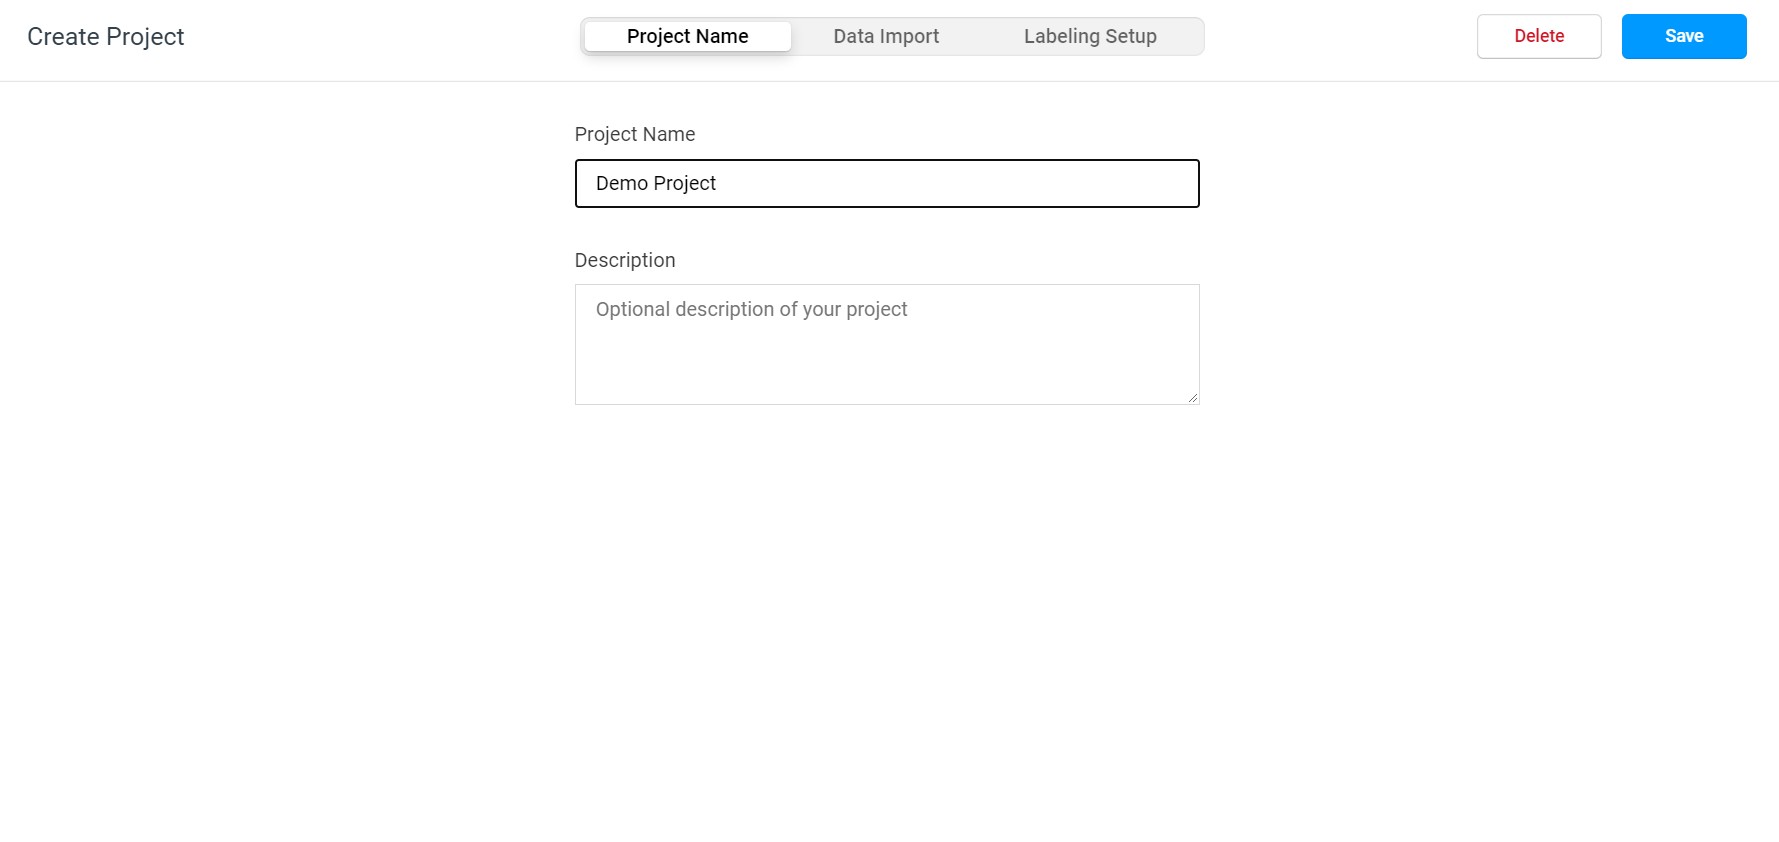 Create Project
Project Name
Data Import
Labeling Setup
Delete
Save
Project Name
Demo Project
Description
Optional description of your project